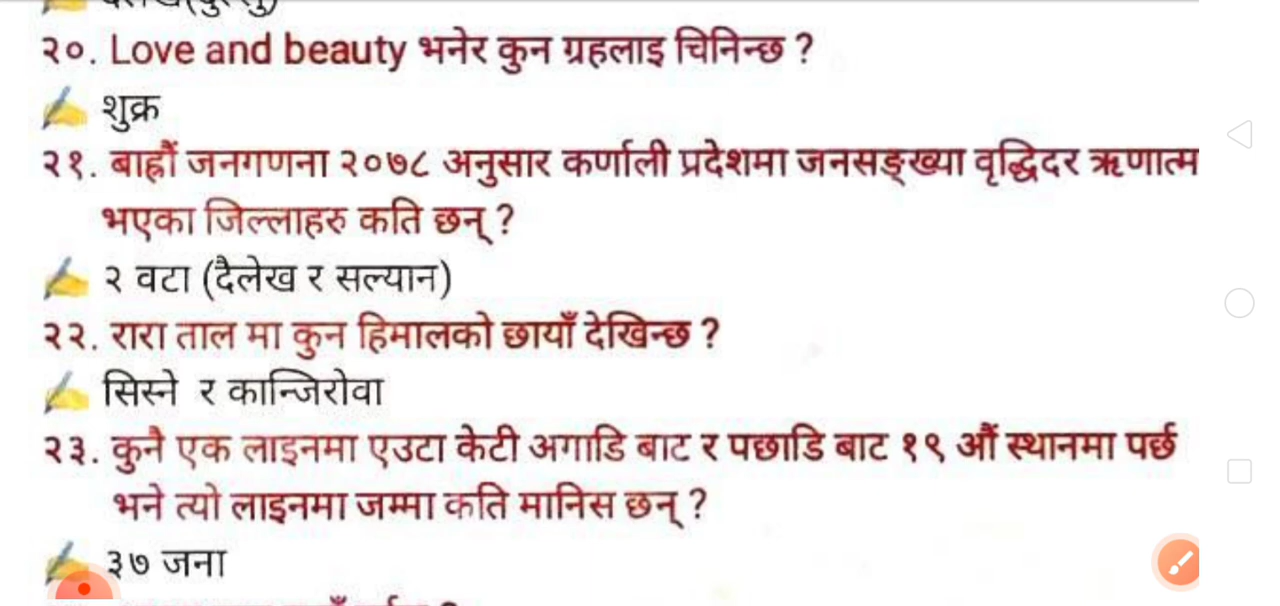 २०. Love and beauty भनेर कुन ग्रहलाइ चिनिन्छ ?
शुक्र
२१. बाह्रौं जनगणना २०७८ अनुसार कर्णाली प्रदेशमा जनसङ्ख्या वृद्धिदर ऋणात्म
भएका जिल्लाहरु कति छन् ?
२ वटा (दैलेख र सल्यान)
२२. रारा ताल मा कुन हिमालको छायाँ देखिन्छ ?
सिस्ने र कान्जिरोवा
२३. कुनै एक लाइनमा एउटा केटी अगाडि बाट र पछाडि बाट १९ औं स्थानमा पर्छ
भने त्यो लाइनमा जम्मा कति मानिस छन् ?
३७ जना